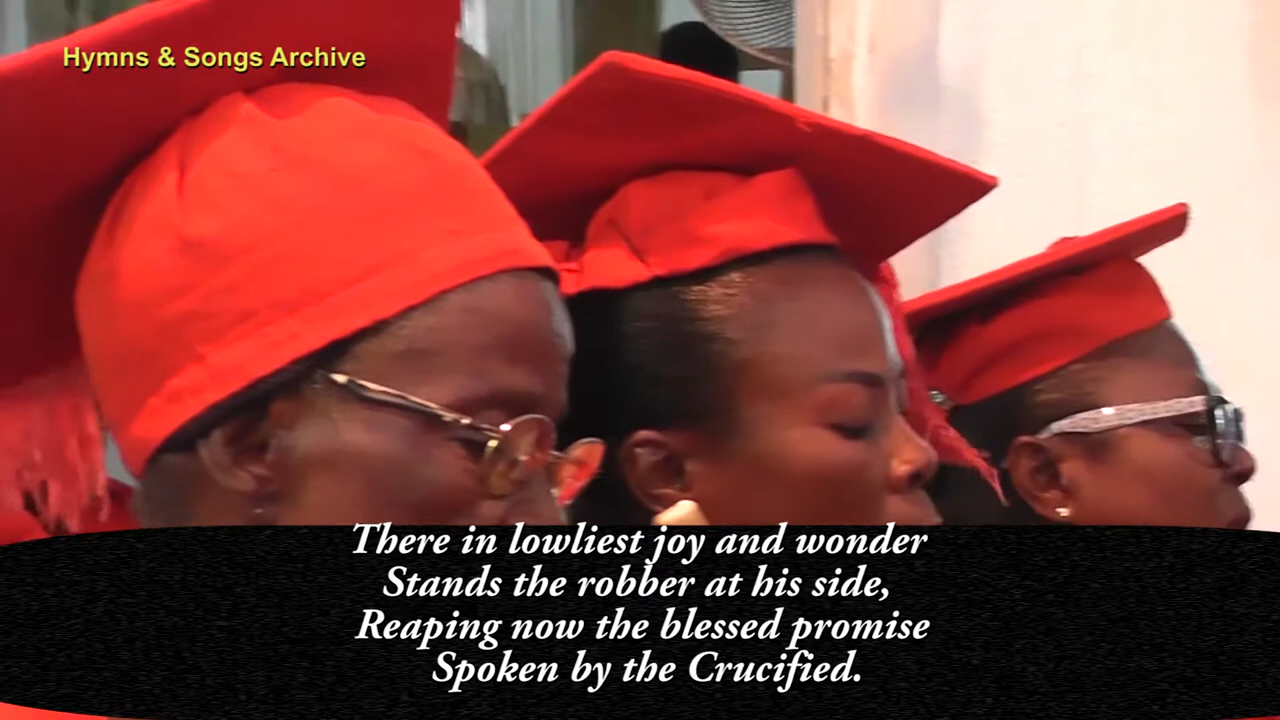 Hymns & Songs Archive
There in lowliest joy and wonder
Stands the robber at his side,
Reaping now the blessed promise
Spoken by the Crucified.